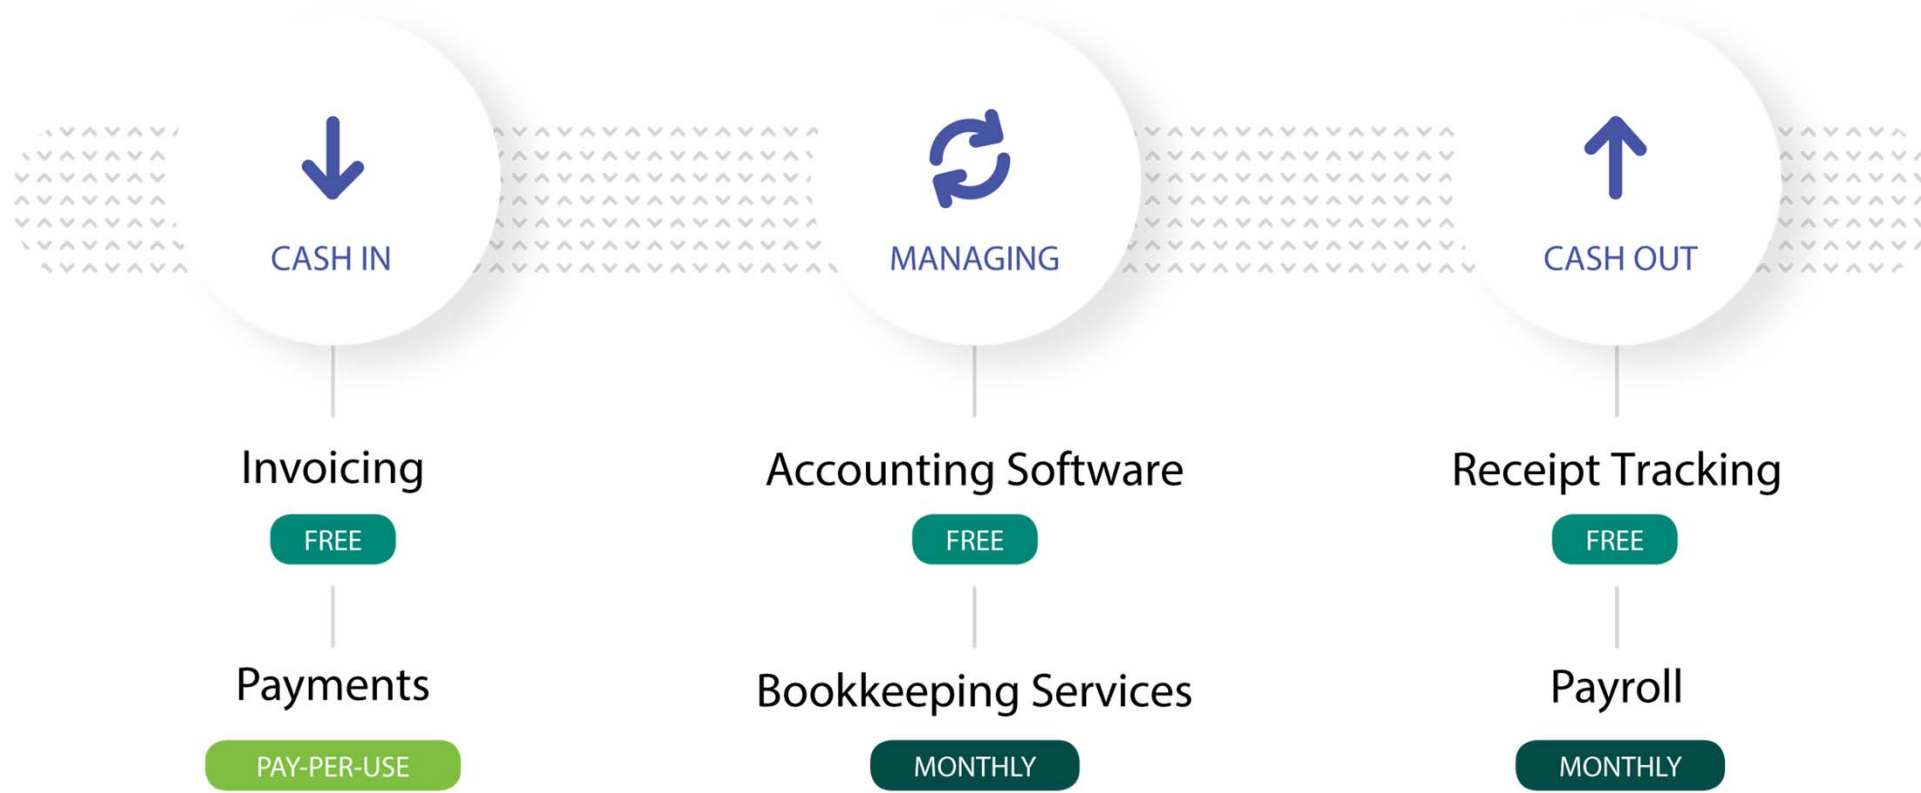 CASH IN
MANAGING
CASH OUT
Invoicing
FREE
Payments
PAY-PER-USE
Accounting Software
FREE
Bookkeeping Services
MONTHLY
Receipt Tracking
FREE
Payroll
MONTHLY